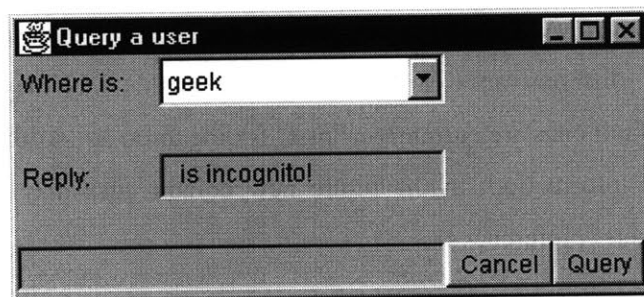 Query a user
Where is: geek
Reply: is incognito!
Cancel Query